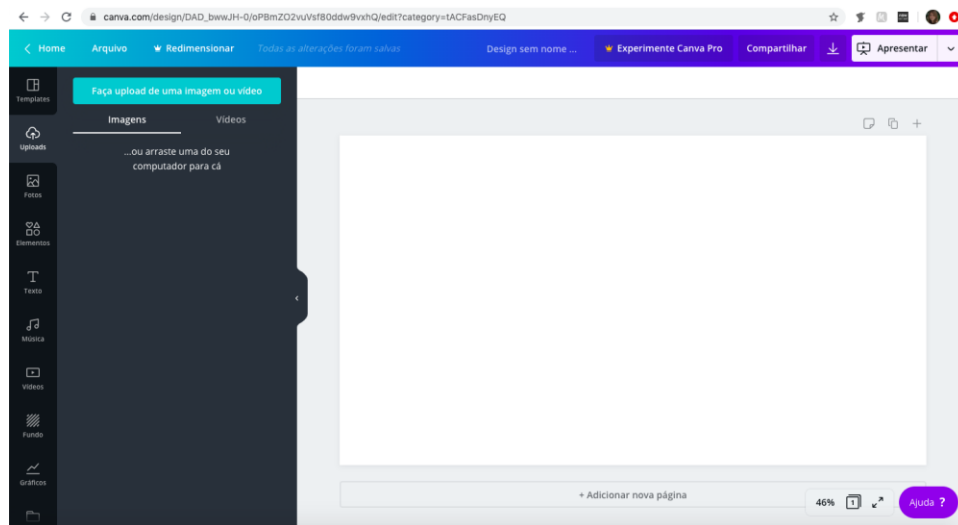 canva.com/design/DAD_bwwJH-0/oPBmZO2vuVsf80ddw9vxhQ/edit?category=tACFasDnyEQ
Home Arquivo Redimensionar Todas as alterações foram salvas Design sem nome ... Experimente Canva Pro Compartilhar Apresentar
Templates
Uploads
Fotos
Elementos
Texto
Música
Vídeos
Fundo
Gráficos
Faça upload de uma imagem ou vídeo
Imagens Vídeos
...ou arraste uma do seu
computador para cá
+ Adicionar nova página
46% 1 Ajuda ?